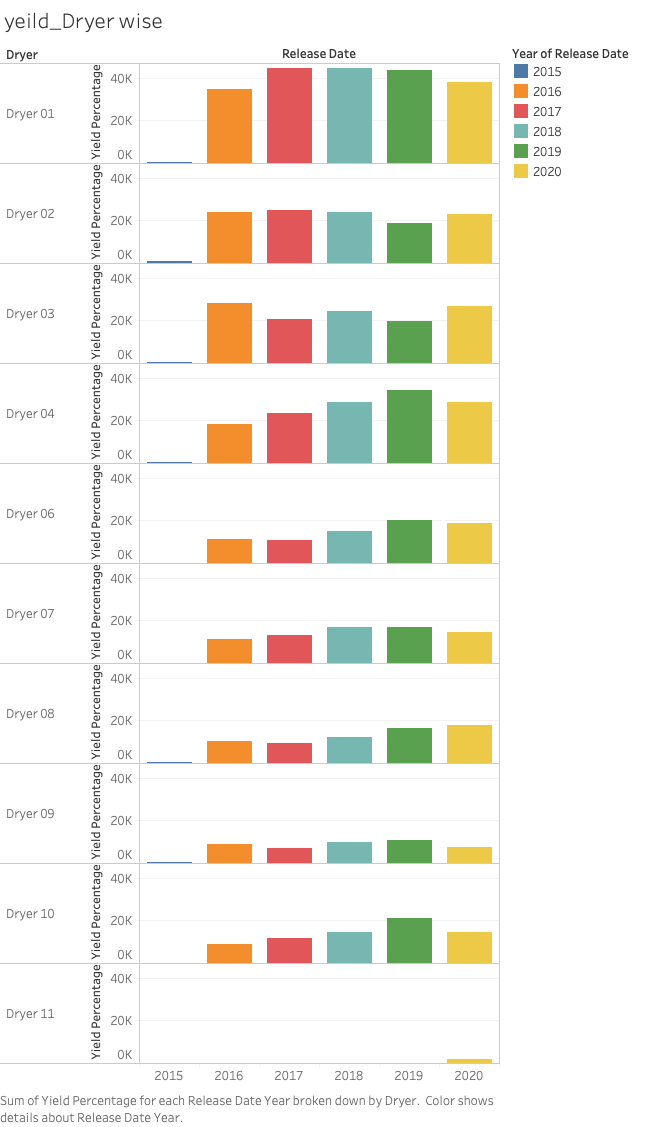 yeild_Dryer wise
Dryer
Release Date
Year of Release Date
2015
2016
2017
2018
2019
2020
Dryer 01
Yield Percentage
40K
20K
0K
Dryer 02
Yield Percentage
40K
20K
0K
Dryer 03
Yield Percentage
40K
20K
0K
Dryer 04
Yield Percentage
40K
20K
0K
Dryer 06
Yield Percentage
40K
20K
0K
Dryer 07
Yield Percentage
40K
20K
0K
Dryer 08
Yield Percentage
40K
20K
0K
Dryer 09
Yield Percentage
40K
20K
0K
Dryer 10
Yield Percentage
40K
20K
0K
Dryer 11
Yield Percentage
40K
20K
0K
2015 2016 2017 2018 2019 2020
Sum of Yield Percentage for each Release Date Year broken down by Dryer.  Color shows
details about Release Date Year.